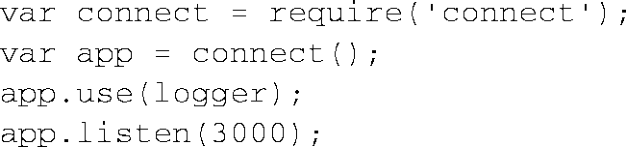 var connect = require('connect');
var app = connect();
app.use(logger);
app.listen(3000);